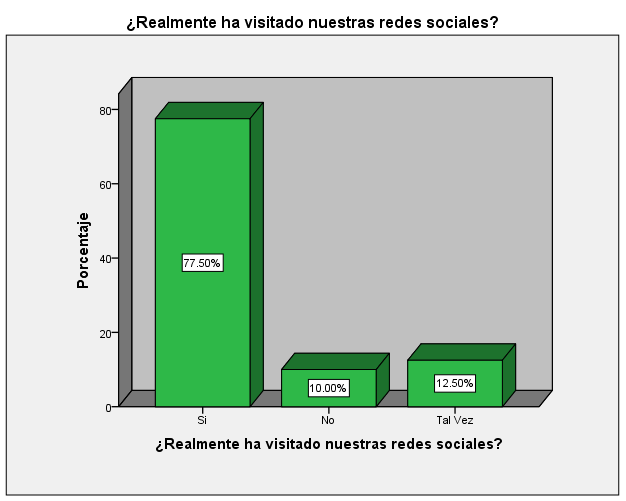 ¿Realmente ha visitado nuestras redes sociales?
Porcentaje
80
60
40
20
0
77.50%
10.00%
12.50%
Si
No
Tal Vez
¿Realmente ha visitado nuestras redes sociales?